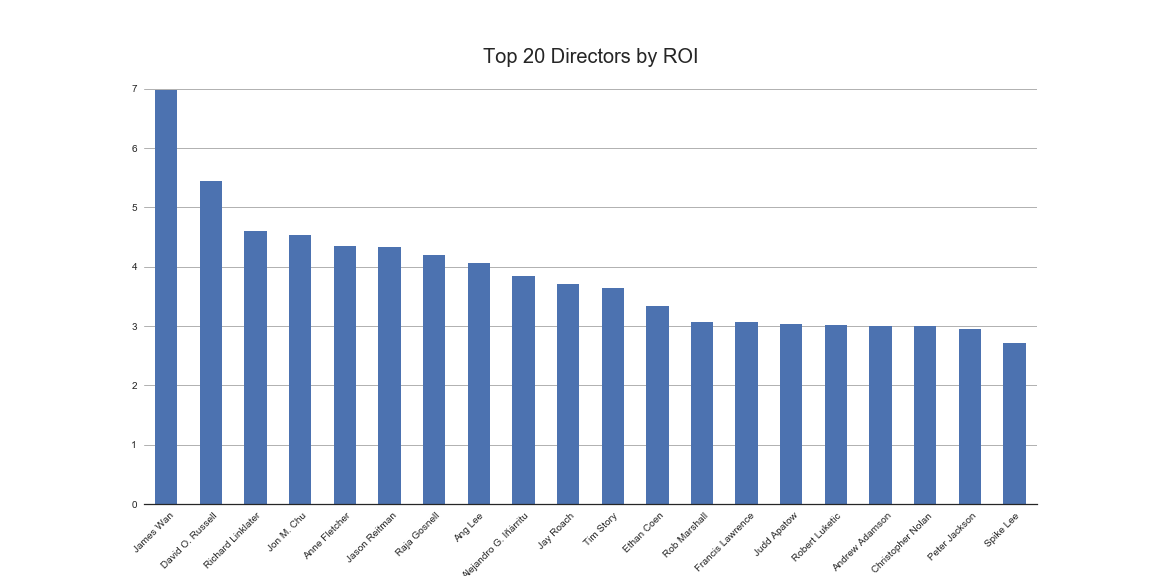 Top 20 Directors by ROI
7
6
5
4
3
2
1
0
James Wan
David O. Russell
Richard Linklater
Jon M. Chu
Anne Fletcher
Jason Reitman
Raja Gosnell
Ang Lee
Alejandro G. Iñárritu
Jay Roach
Tim Story
Ethan Coen
Rob Marshall
Francis Lawrence
Judd Apatow
Robert Luketic
Andrew Adamson
Christopher Nolan
Peter Jackson
Spike Lee